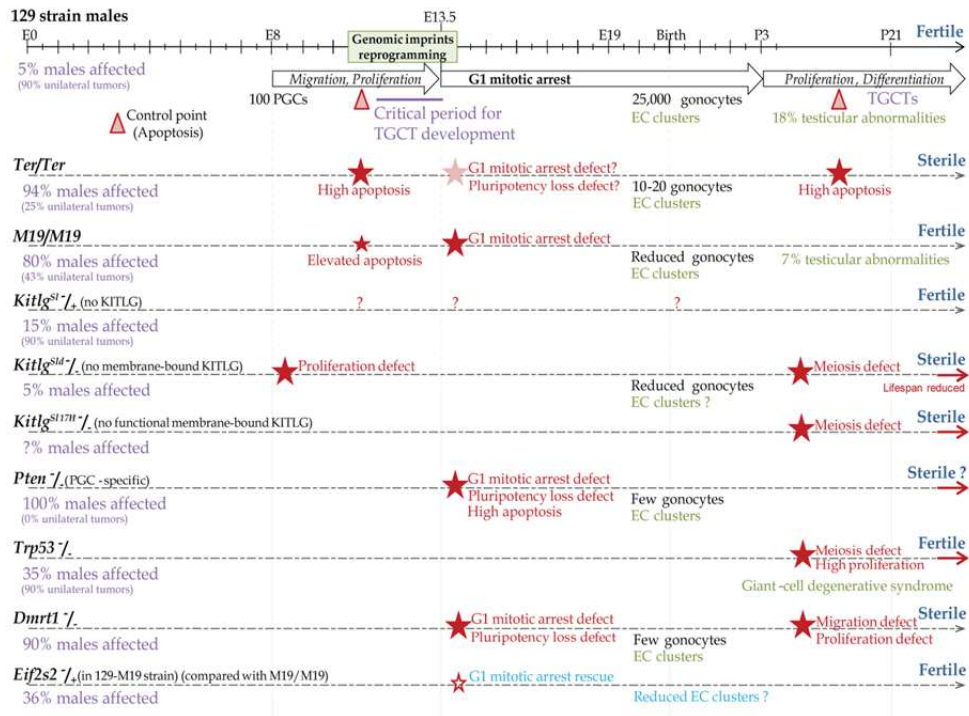 129 strain males
E0 E8 E13.5 E19 Birth P3 P21 Fertile
Genomic imprints
reprogramming
5% males affected
(90% unilateral tumors)
Migration, Proliferation G1 mitotic arrest Proliferation, Differentiation
100 PGCs 25,000 gonocytes TGCTs
Control point
(Apoptosis)
Critical period for
TGCT development
EC clusters 18% testicular abnormalities
Ter/Ter Sterile
94% males affected
(25% unilateral tumors)
High apoptosis
G1 mitotic arrest defect?
Pluripotency loss defect?
10-20 gonocytes
EC clusters
High apoptosis
M19/M19 Fertile
80% males affected
(43% unilateral tumors)
Elevated apoptosis
G1 mitotic arrest defect
Reduced gonocytes
EC clusters
7% testicular abnormalities
Kitlg^Sl-/+ (no KITLG) ? ? ? Fertile
15% males affected
(90% unilateral tumors)
Kitlg^Sld-/- (no membrane-bound KITLG) Sterile
5% males affected
Proliferation defect
Reduced gonocytes
EC clusters ?
Meiosis defect
Lifespan reduced
Kitlg^Sl17H-/- (no functional membrane-bound KITLG) Sterile
?% males affected
Meiosis defect
Pten -/- (PGC - specific) Sterile ?
100% males affected
(0% unilateral tumors)
G1 mitotic arrest defect
Pluripotency loss defect
High apoptosis
Few gonocytes
EC clusters
Trp53 -/- Fertile
35% males affected
(90% unilateral tumors)
Meiosis defect
High proliferation
Giant-cell degenerative syndrome
Dmrt1 -/- Sterile
90% males affected
G1 mitotic arrest defect
Pluripotency loss defect
Few gonocytes
EC clusters
Migration defect
Proliferation defect
Eif2s2 -/+ (in 129-M19 strain) (compared with M19/M19) Fertile
36% males affected
G1 mitotic arrest rescue
Reduced EC clusters ?